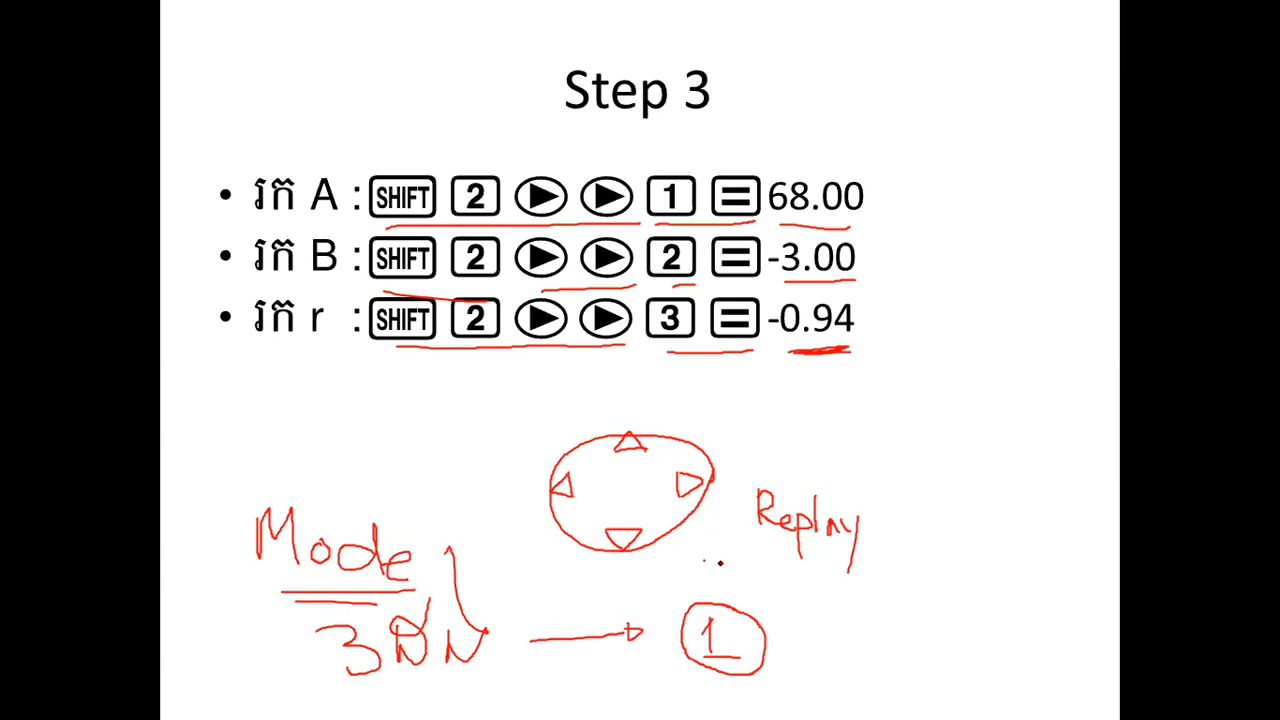 Step 3
• រក A : SHIFT 2 ▶ ▶ 1 = 68.00
• រក B : SHIFT 2 ▶ ▶ 2 = -3.00
• រក r : SHIFT 2 ▶ ▶ 3 = -0.94
Replay
Mode
3 → 1